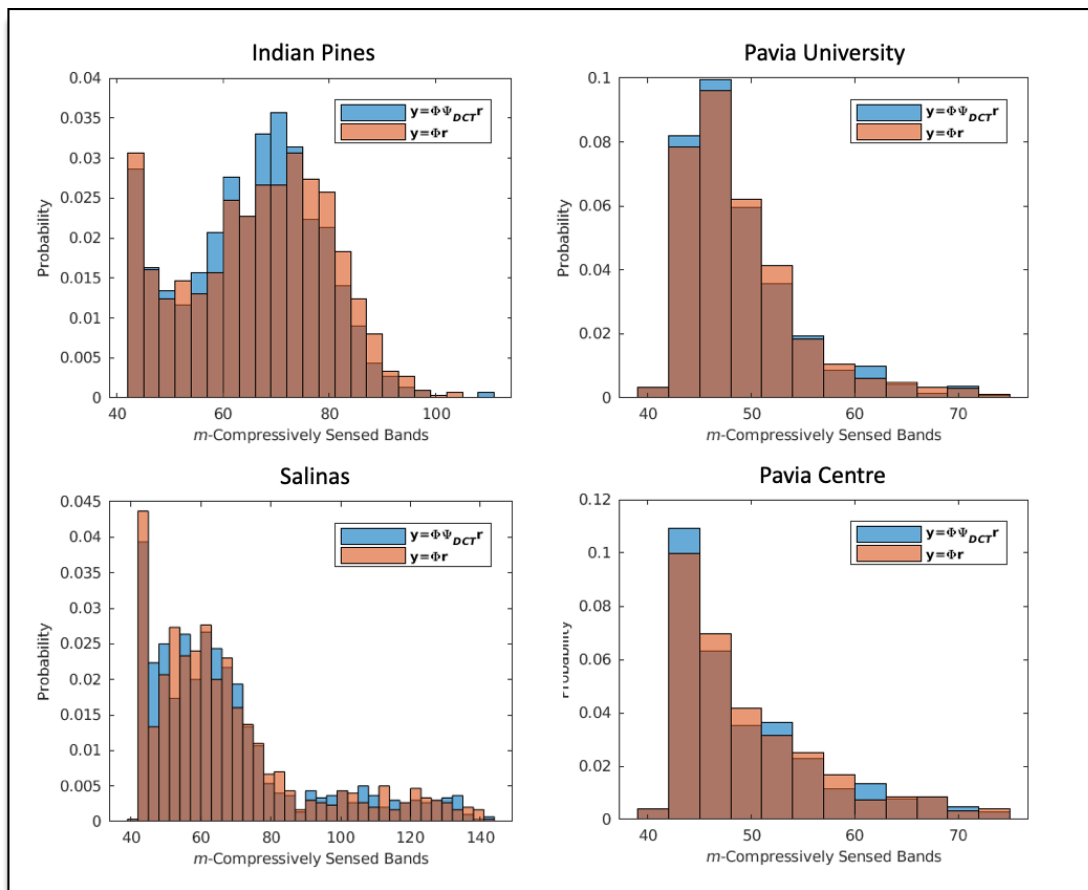 Indian Pines
0.04
0.035
0.03
0.025
0.02
0.015
0.01
0.005
0
Probability
y=ΦΨDCTr
y=Φr
40 60 80 100
m-Compressively Sensed Bands
Pavia University
0.1
0.08
0.06
0.04
0.02
0
Probability
y=ΦΨDCTr
y=Φr
40 50 60 70
m-Compressively Sensed Bands
Salinas
0.045
0.04
0.035
0.03
0.025
0.02
0.015
0.01
0.005
0
Probability
y=ΦΨDCTr
y=Φr
40 60 80 100 120 140
m-Compressively Sensed Bands
Pavia Centre
0.12
0.1
0.08
0.06
0.04
0.02
0
Probability
y=ΦΨDCTr
y=Φr
40 50 60 70
m-Compressively Sensed Bands